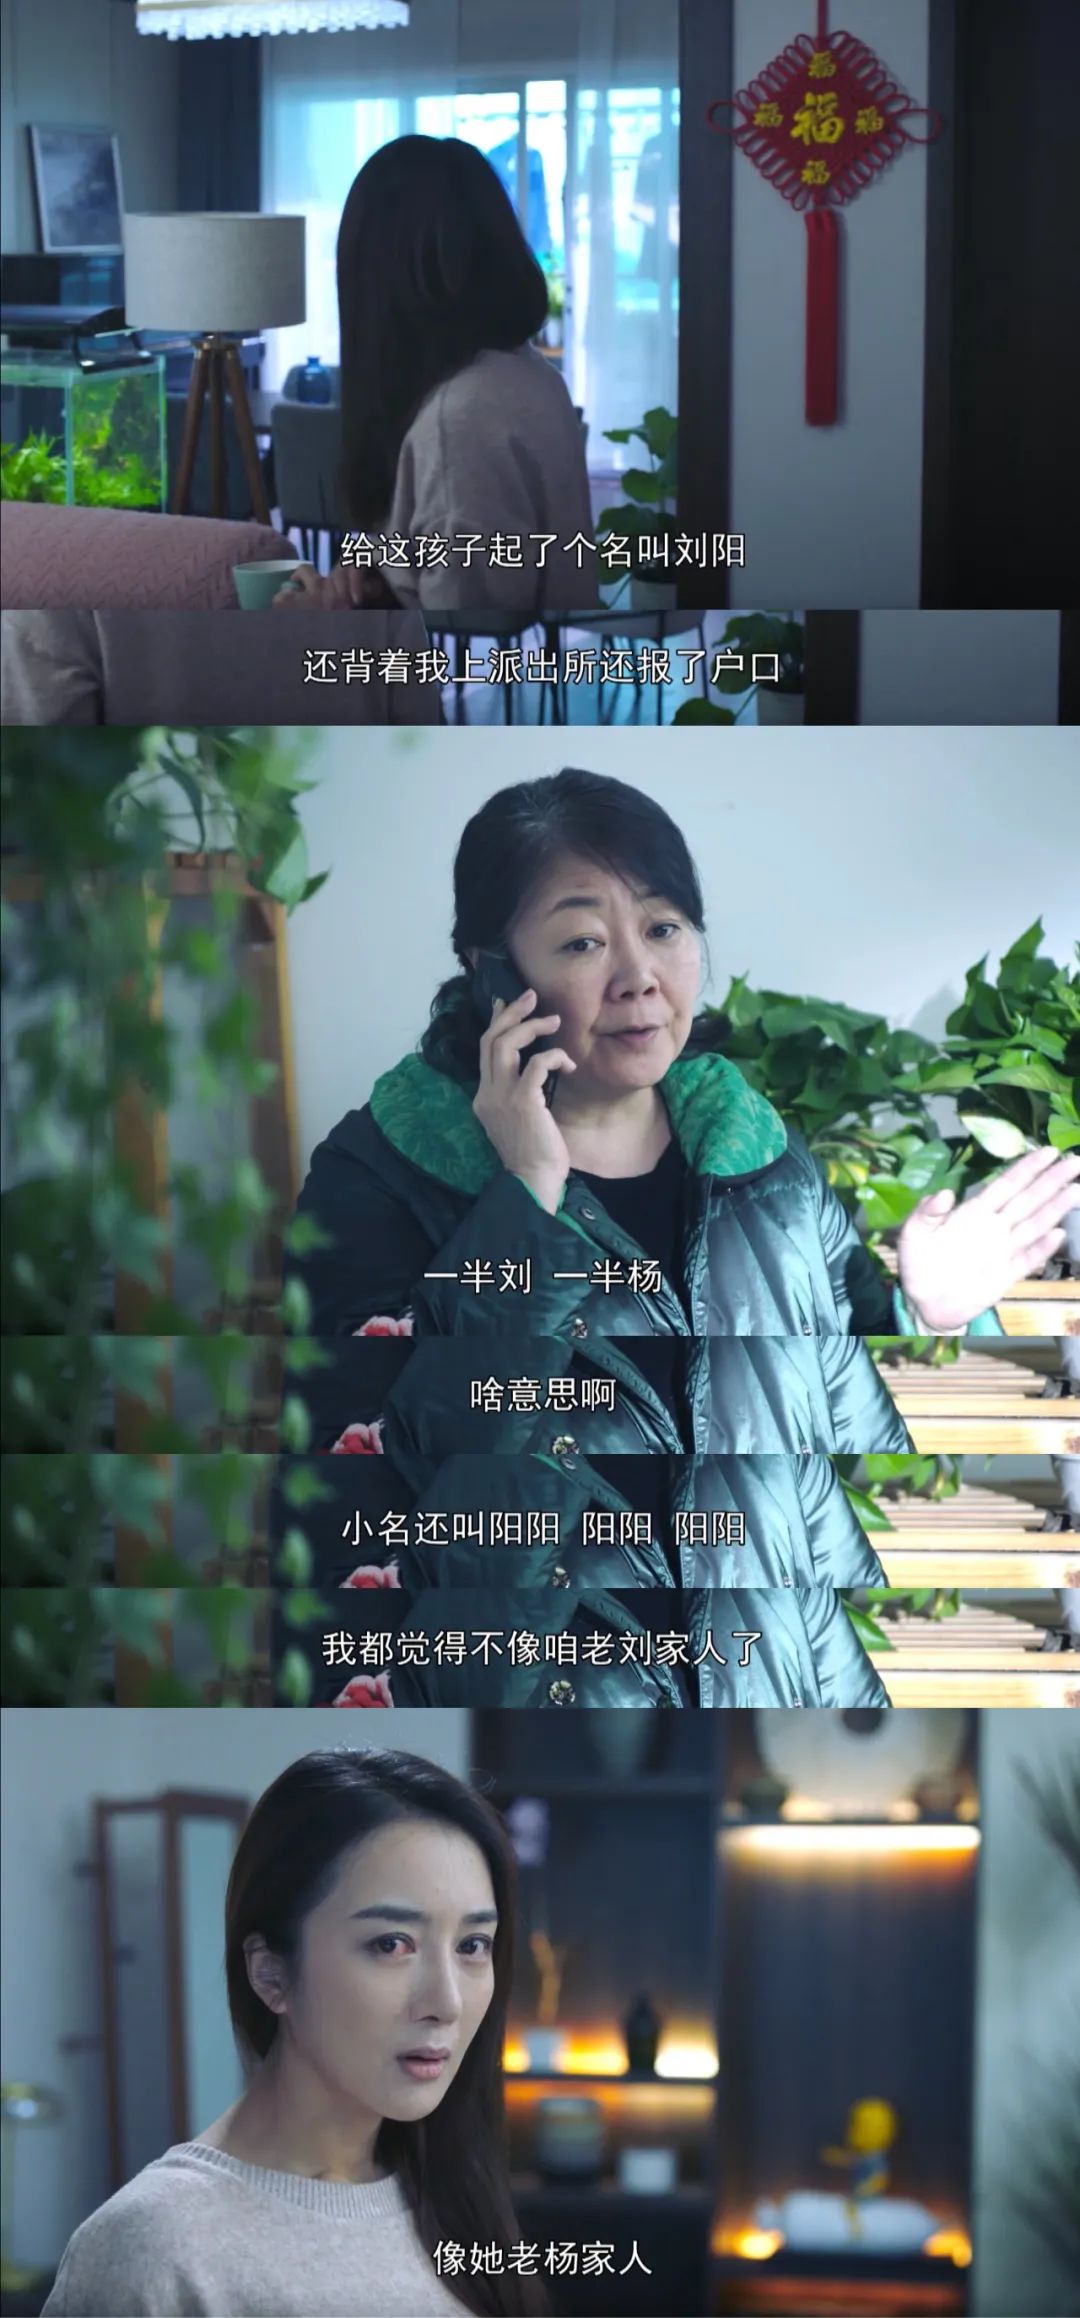 福
福 福 福
福
给这孩子起了个名叫刘阳
还背着我上派出所还报了户口
一半刘 一半杨
啥意思啊
小名还叫阳阳 阳阳 阳阳
我都觉得不像咱老刘家人了
像她老杨家人